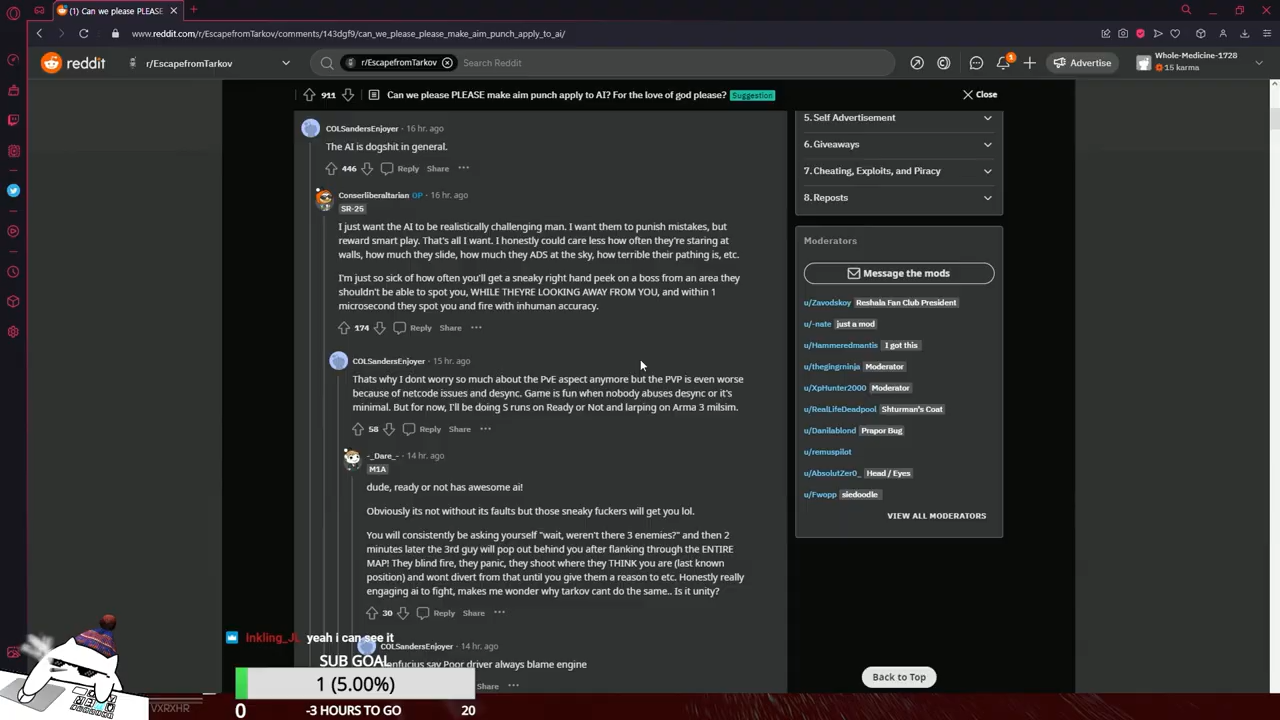 (1) Can we please PLEASE
www.reddit.com/r/EscapefromTarkov/comments/143dgf9/can_we_please_please_make_aim_punch_apply_to_ai/
reddit
r/EscapefromTarkov
r/EscapefromTarkov
Search Reddit
1
Advertise
Whole-Medicine-1728
15 karma
911
Can we please PLEASE make aim punch apply to AI? For the love of god please?
Suggestion
Close
COLSandersEnjoyer · 16 hr. ago
The AI is dogshit in general.
446 Reply Share
Conserliberaltarian OP · 16 hr. ago
SR-25
I just want the AI to be realistically challenging man. I want them to punish mistakes, but
reward smart play. That's all I want. I honestly could care less how often they're staring at
walls, how much they slide, how much they ADS at the sky, how terrible their pathing is, etc.
I'm just so sick of how often you'll get a sneaky right hand peek on a boss from an area they
shouldn't be able to spot you, WHILE THEYRE LOOKING AWAY FROM YOU, and within 1
microsecond they spot you and fire with inhuman accuracy.
174 Reply Share
COLSandersEnjoyer · 15 hr. ago
Thats why I dont worry so much about the PvE aspect anymore but the PVP is even worse
because of netcode issues and desync. Game is fun when nobody abuses desync or it's
minimal. But for now, I'll be doing S runs on Ready or Not and larping on Arma 3 milsim.
58 Reply Share
-_Dare_- · 14 hr. ago
M1A
dude, ready or not has awesome ai!
Obviously its not without its faults but those sneaky fuckers will get you lol.
You will consistently be asking yourself "wait, weren't there 3 enemies?" and then 2
minutes later the 3rd guy will pop out behind you after flanking through the ENTIRE
MAP! They blind fire, they panic, they shoot where they THINK you are (last known
position) and wont divert from that until you give them a reason to etc. Honestly really
engaging ai to fight, makes me wonder why tarkov cant do the same.. Is it unity?
30 Reply Share
COLSandersEnjoyer · 14 hr. ago
onfucius say Poor driver always blame engine
Share
5. Self Advertisement
6. Giveaways
7. Cheating, Exploits, and Piracy
8. Reposts
Moderators
Message the mods
u/Zavodskoy Reshala Fan Club President
u/-nate just a mod
u/Hammeredmantis I got this
u/thegingrninja Moderator
u/XpHunter2000 Moderator
u/RealLifeDeadpool Shturman's Coat
u/Danilablond Prapor Bug
u/remuspilot
u/AbsolutZer0_ Head / Eyes
u/Fwopp siedoodle
VIEW ALL MODERATORS
Back to Top
yeah i can see it
SUB GOAL
1 (5.00%)
0 -3 HOURS TO GO 20
VXRXHR